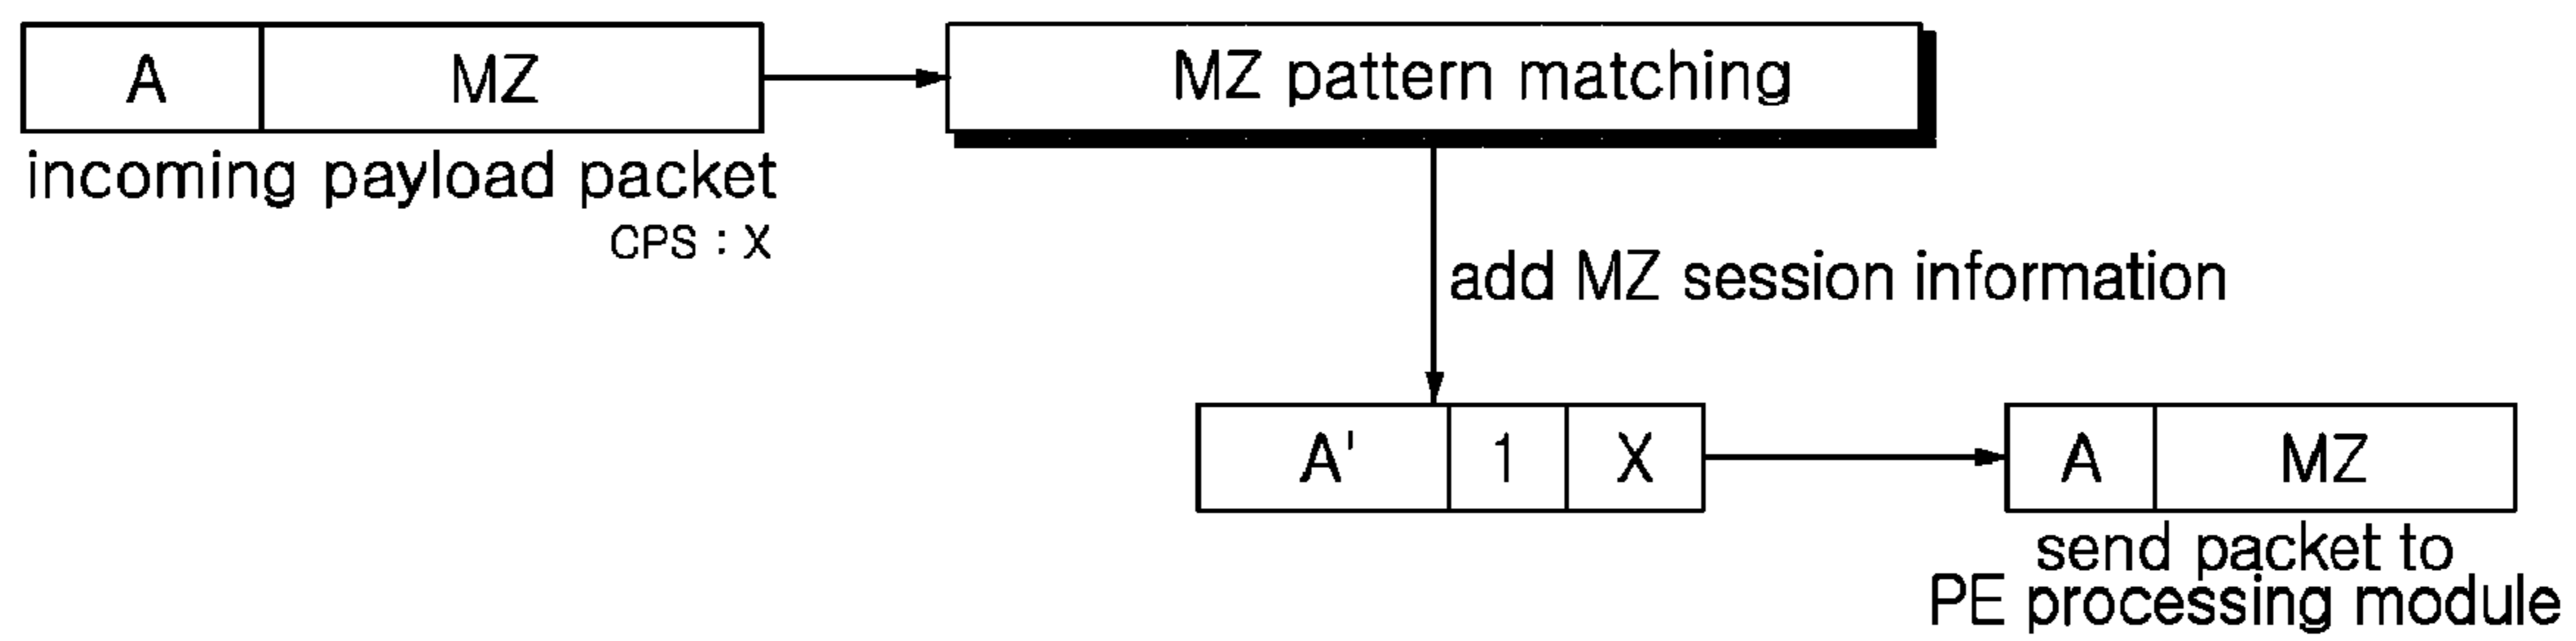 A MZ
MZ pattern matching
incoming payload packet
CPS : X
add MZ session information
A' 1 X
A MZ
send packet to
PE processing module